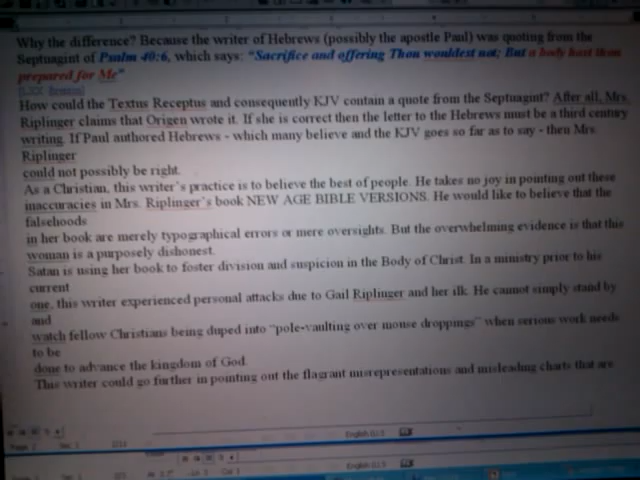 Why the difference? Because the writer of Hebrews (possibly the apostle Paul) was quoting from the
Septuagint of Psalm 40:6, which says: "Sacrifice and offering Thou wouldest not; But a body hast thou
prepared for Me"
[LXX - Brenton]
How could the Textus Receptus and consequently KJV contain a quote from the Septuagint? After all, Mrs.
Riplinger claims that Origen wrote it. If she is correct then the letter to the Hebrews must be a third century
writing. If Paul authored Hebrews - which many believe and the KJV goes so far as to say - then Mrs.
Riplinger
could not possibly be right.
As a Christian, this writer's practice is to believe the best of people. He takes no joy in pointing out these
inaccuracies in Mrs. Riplinger's book NEW AGE BIBLE VERSIONS. He would like to believe that the
falsehoods
in her book are merely typographical errors or mere oversights. But the overwhelming evidence is that this
woman is a purposely dishonest.
Satan is using her book to foster division and suspicion in the Body of Christ. In a ministry prior to his
current
one, this writer experienced personal attacks due to Gail Riplinger and her ilk. He cannot simply stand by
and
watch fellow Christians being duped into "pole-vaulting over mouse droppings" when serious work needs
to be
done to advance the kingdom of God.
This writer could go further in pointing out the flagrant misrepresentations and misleading charts that are
English U.S
English U.S